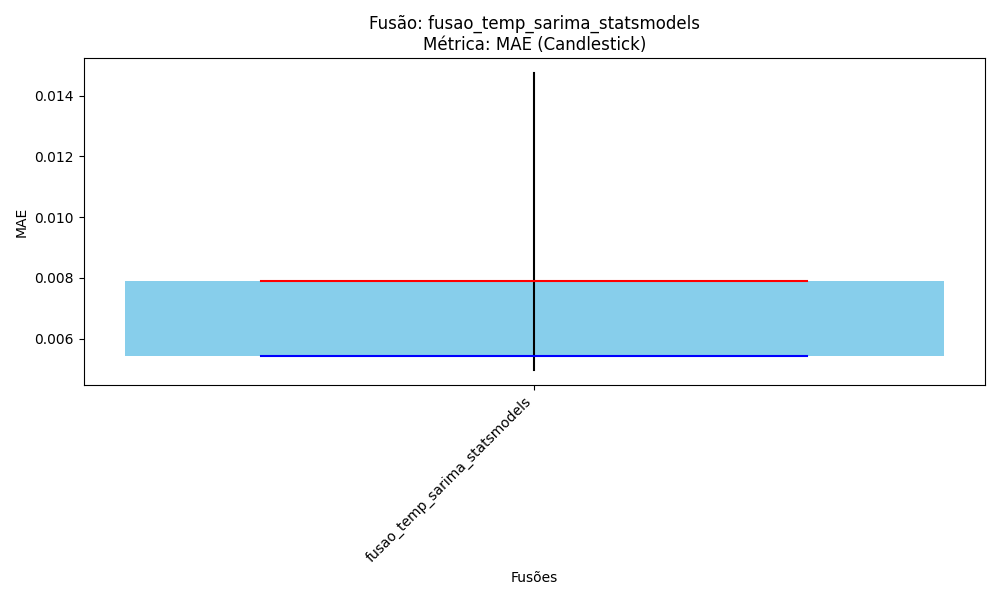 Fusão: fusao_temp_sarima_statsmodels
Métrica: MAE (Candlestick)
0.014
0.012
0.010
0.008
0.006
MAE
fusao_temp_sarima_statsmodels
Fusões